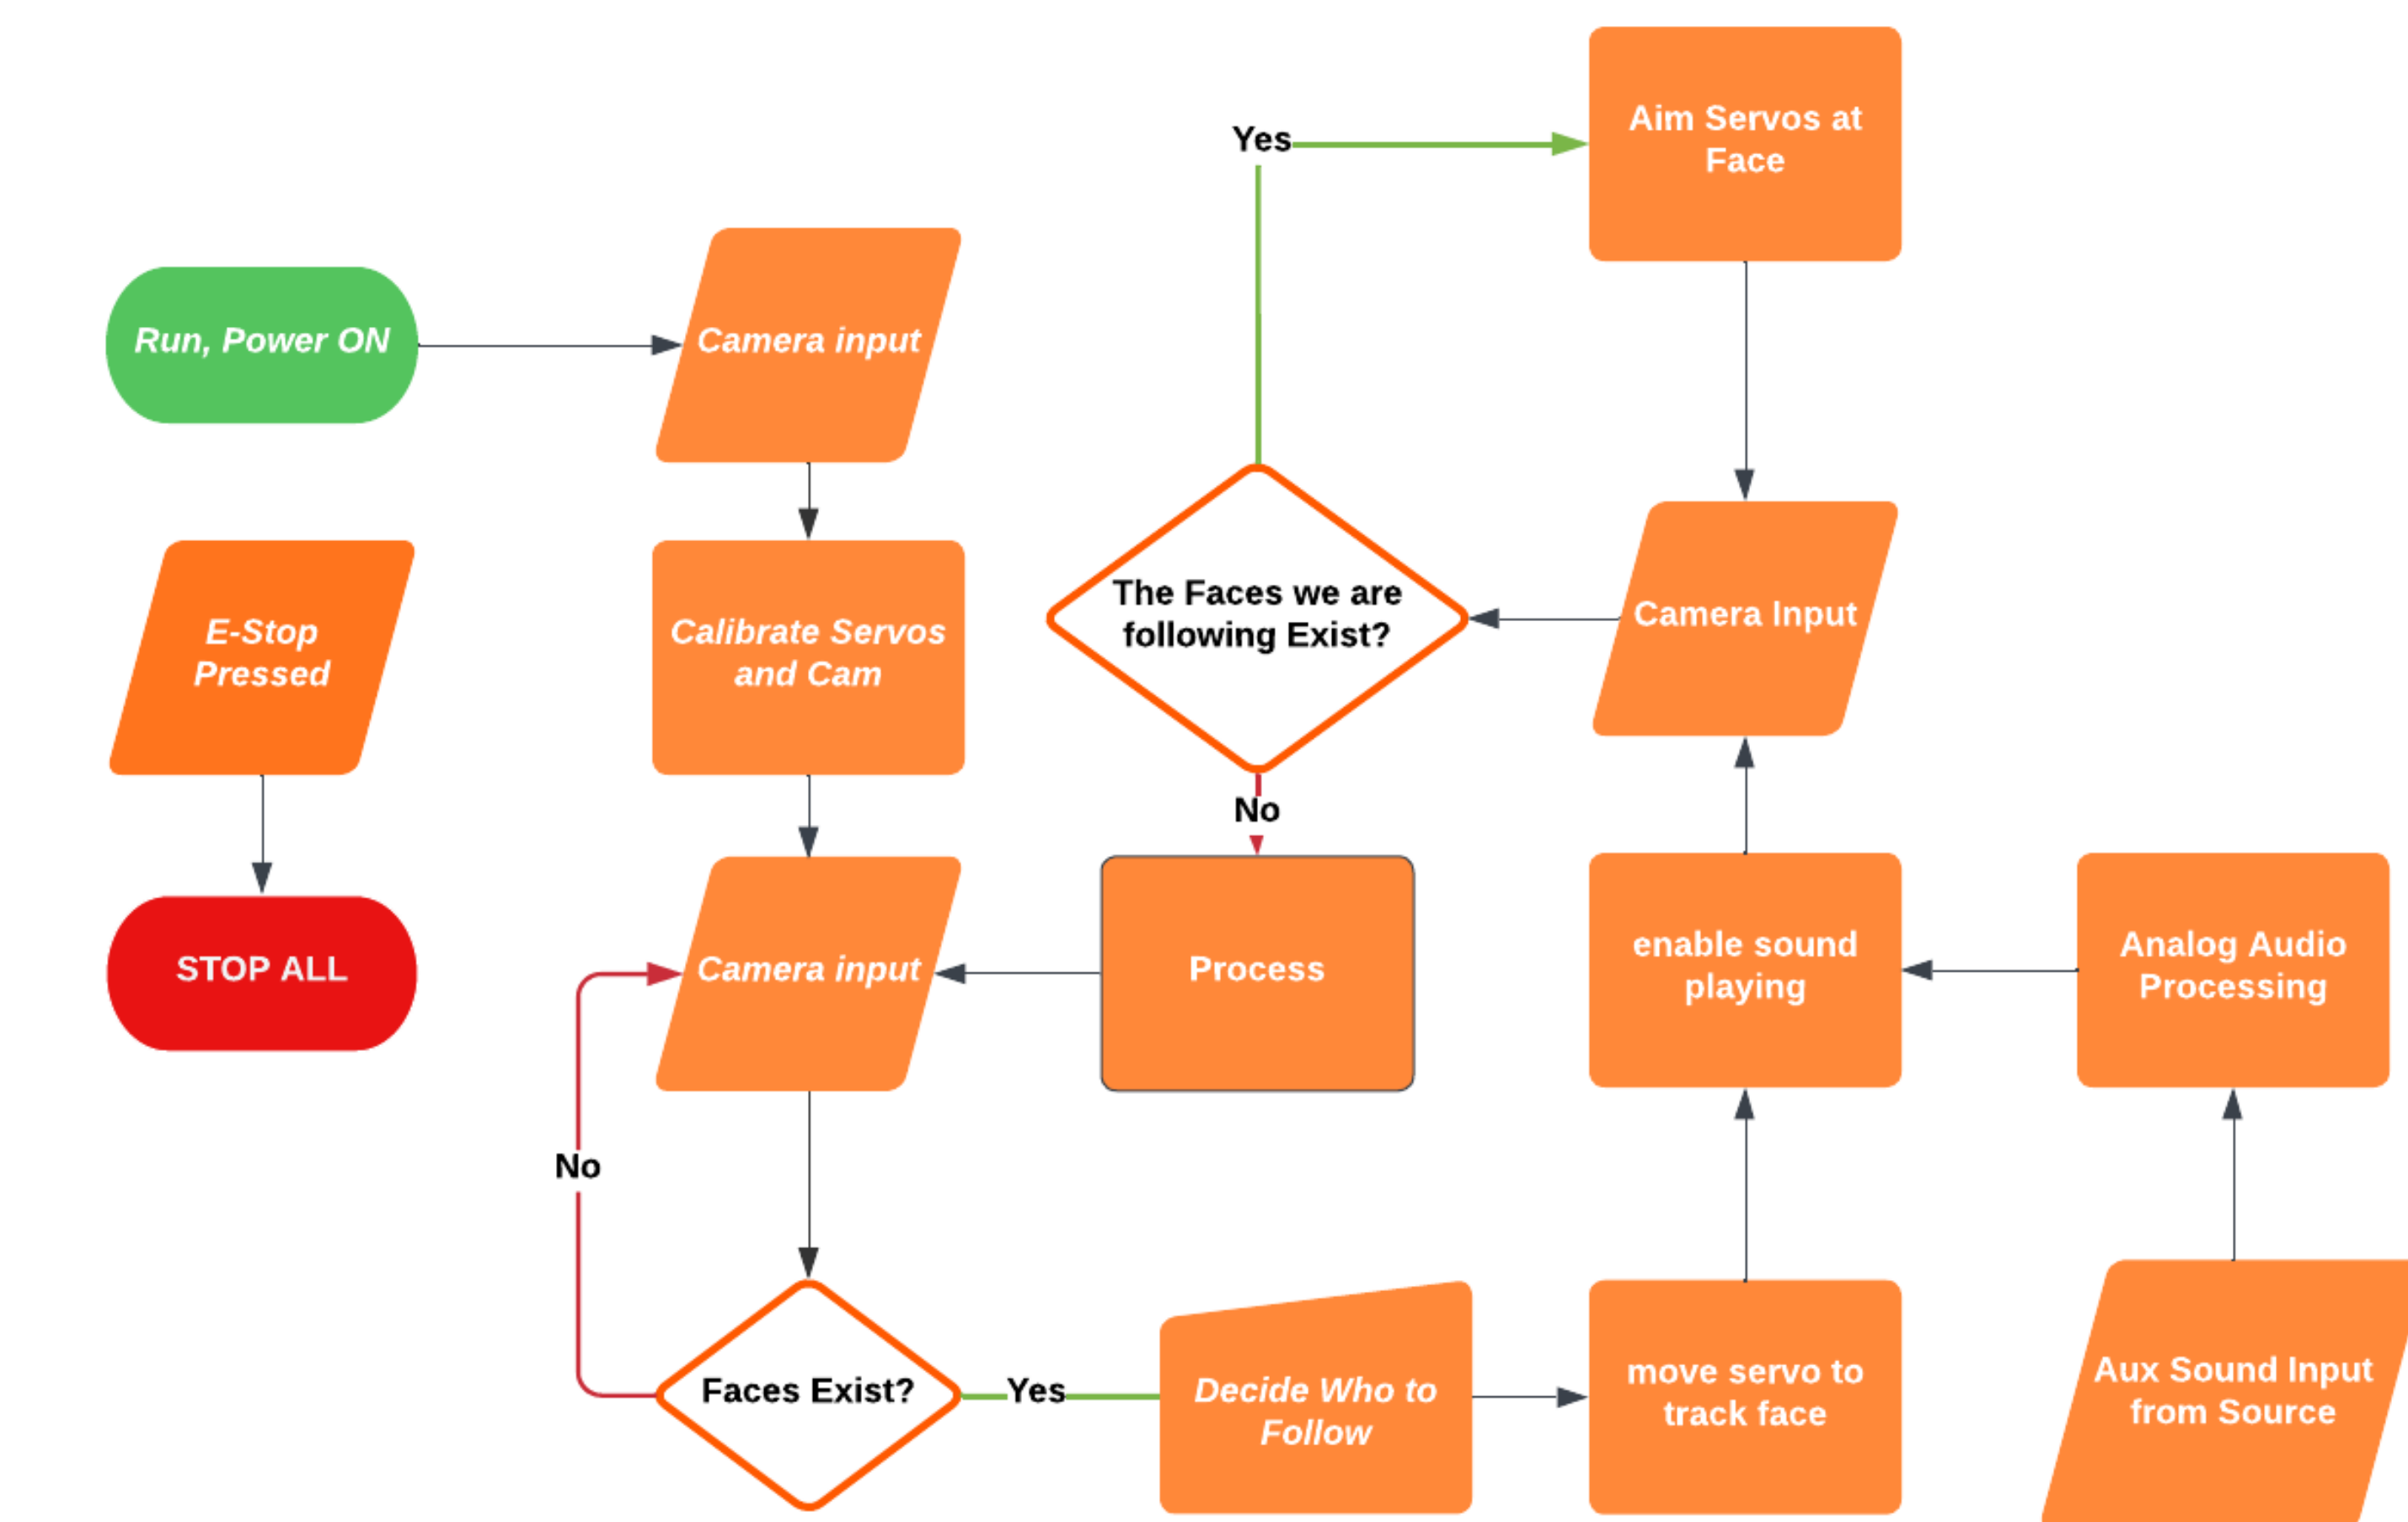 Aim Servos at
Face
Yes
Run, Power ON
Camera input
E-Stop
Pressed
Calibrate Servos
and Cam
The Faces we are
following Exist?
Camera Input
No
STOP ALL
Camera input
Process
enable sound
playing
Analog Audio
Processing
No
Faces Exist?
Yes
Decide Who to
Follow
move servo to
track face
Aux Sound Input
from Source